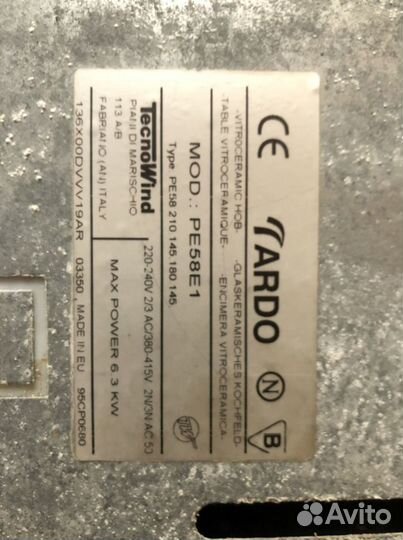 CE ARDO N B
-VITROCERAMIC HOB- -GLASKERAMISCHES KOCHFELD-
TABLE VITROCERAMIQUE- -ENCIMERA VITROCERAMICA-
MOD.: PE58E1
Type PE58 210 145 180 145
TecnoWind
PIANI DI MARISCHIO
113 A-B
FABRIANO (AN) ITALY
220-240V 2/3 AC/380-415V 2N/3N AC 50
MAX POWER 6.3 KW
136X00DVVV19AR 03350, MADE IN EU 95CP0680
Avito